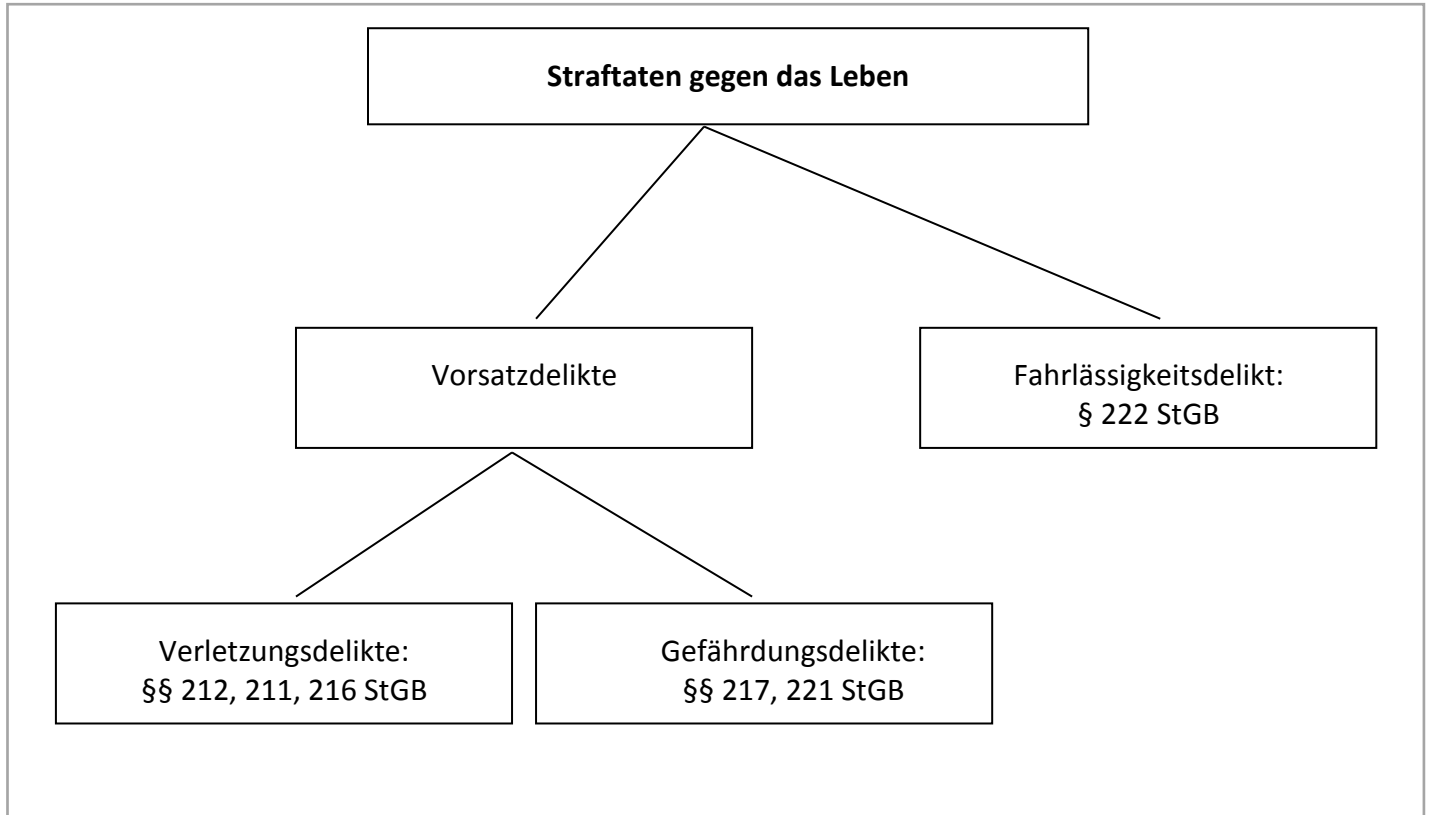 Straftaten gegen das Leben
Vorsatzdelikte
Fahrlässigkeitsdelikt:
§ 222 StGB
Verletzungsdelikte:
§§ 212, 211, 216 StGB
Gefährdungsdelikte:
§§ 217, 221 StGB